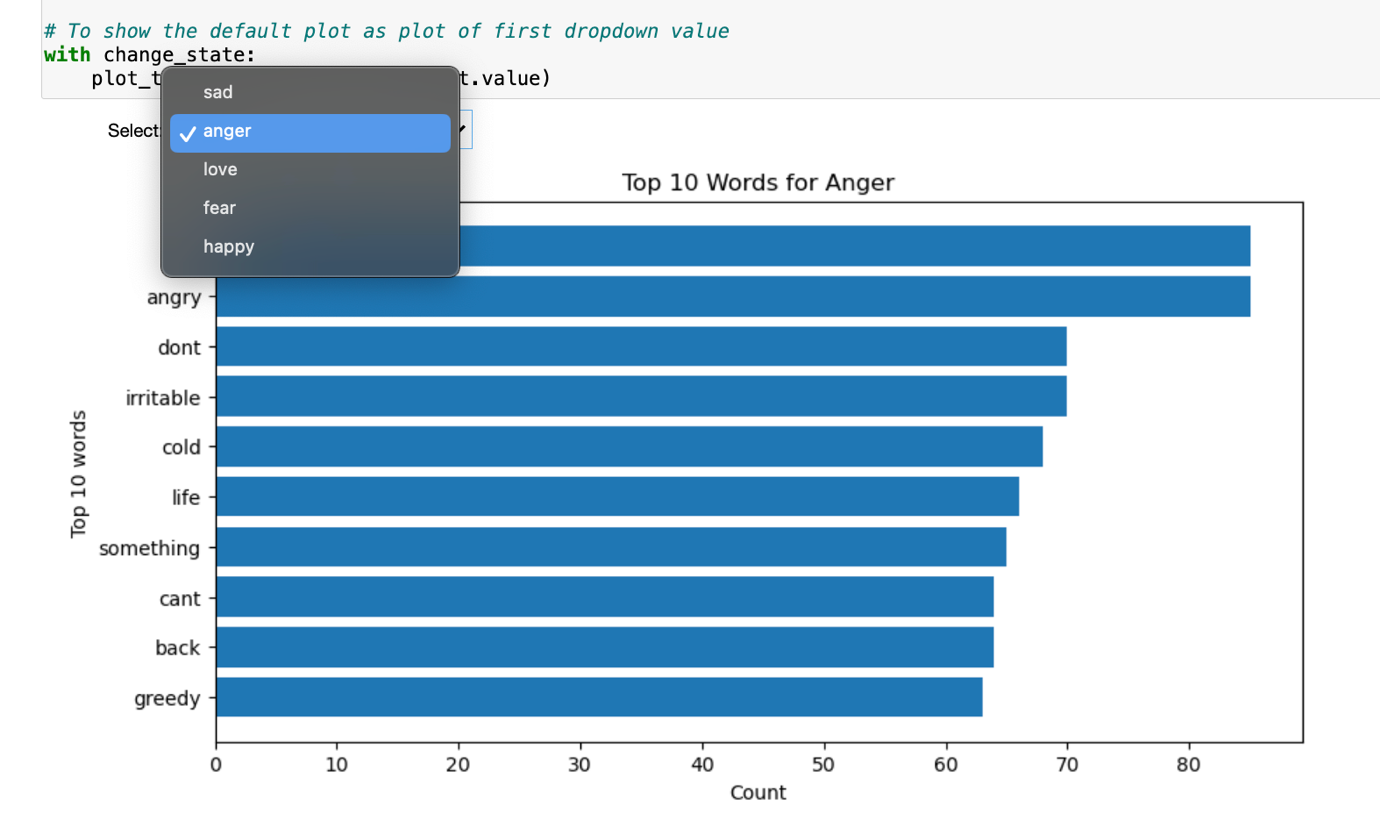 # To show the default plot as plot of first dropdown value
with change_state:
plot_t t.value)
sad
Select: ✓ anger
love
fear
happy
Top 10 Words for Anger
angry
dont
irritable
cold
life
something
cant
back
greedy
Top 10 words
0 10 20 30 40 50 60 70 80
Count